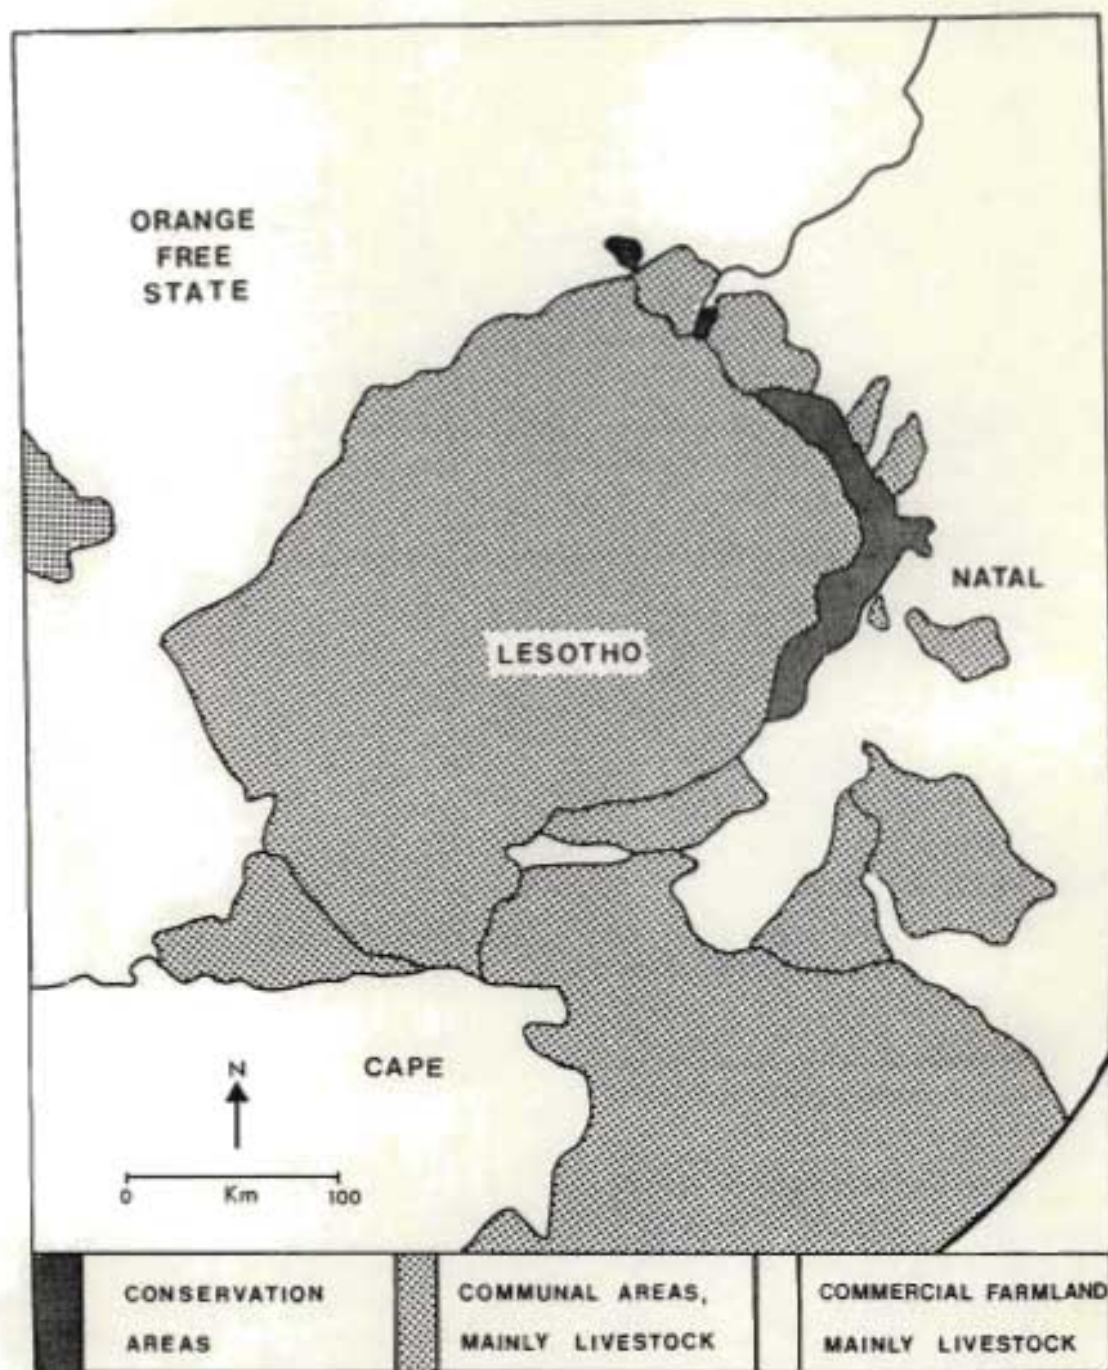 ORANGE
FREE
STATE
NATAL
LESOTHO
CAPE
N
0 Km 100
CONSERVATION
AREAS
COMMUNAL AREAS,
MAINLY LIVESTOCK
COMMERCIAL FARMLAND
MAINLY LIVESTOCK